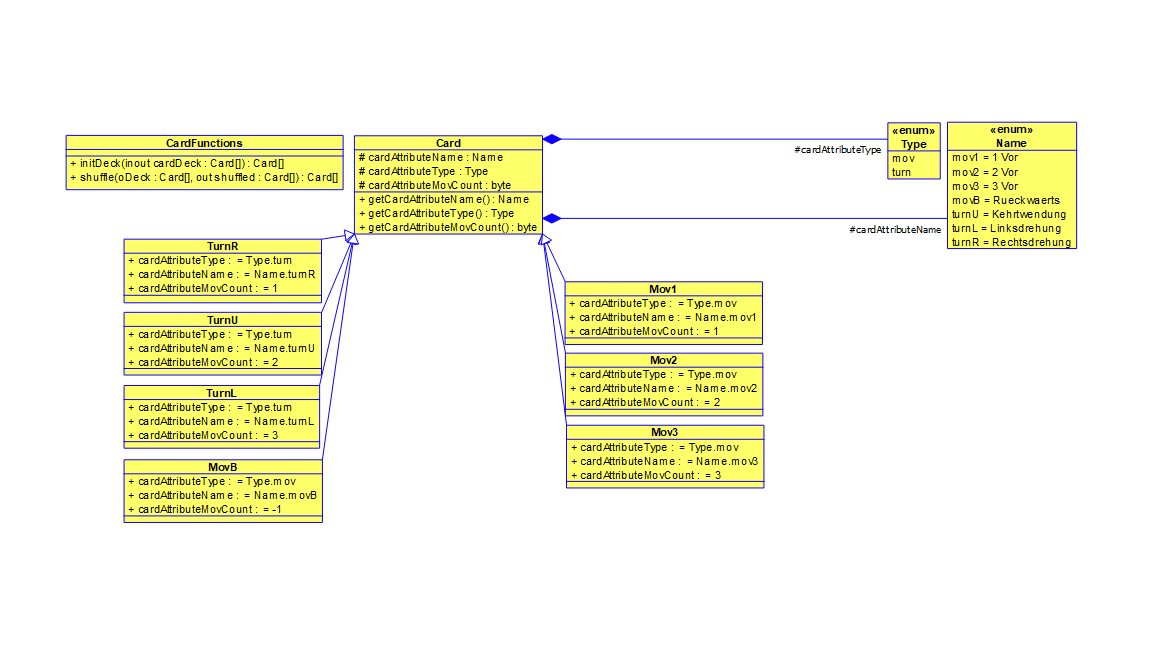 CardFunctions
+ initDeck(inout cardDeck : Card[]) : Card[]
+ shuffle(oDeck : Card[], out shuffled : Card[]) : Card[]
Card
# cardAttributeName : Name
# cardAttributeType : Type
# cardAttributeMovCount : byte
+ getCardAttributeName() : Name
+ getCardAttributeType() : Type
+ getCardAttributeMovCount() : byte
#cardAttributeType
#cardAttributeName
«enum»
Type
mov
turn
«enum»
Name
mov1 = 1 Vor
mov2 = 2 Vor
mov3 = 3 Vor
movB = Rueckwaerts
turnU = Kehrtwendung
turnL = Linksdrehung
turnR = Rechtsdrehung
TurnR
+ cardAttributeType : = Type.turn
+ cardAttributeName : = Name.turnR
+ cardAttributeMovCount : = 1
TurnU
+ cardAttributeType : = Type.turn
+ cardAttributeName : = Name.turnU
+ cardAttributeMovCount : = 2
TurnL
+ cardAttributeType : = Type.turn
+ cardAttributeName : = Name.turnL
+ cardAttributeMovCount : = 3
MovB
+ cardAttributeType : = Type.mov
+ cardAttributeName : = Name.movB
+ cardAttributeMovCount : = -1
Mov1
+ cardAttributeType : = Type.mov
+ cardAttributeName : = Name.mov1
+ cardAttributeMovCount : = 1
Mov2
+ cardAttributeType : = Type.mov
+ cardAttributeName : = Name.mov2
+ cardAttributeMovCount : = 2
Mov3
+ cardAttributeType : = Type.mov
+ cardAttributeName : = Name.mov3
+ cardAttributeMovCount : = 3